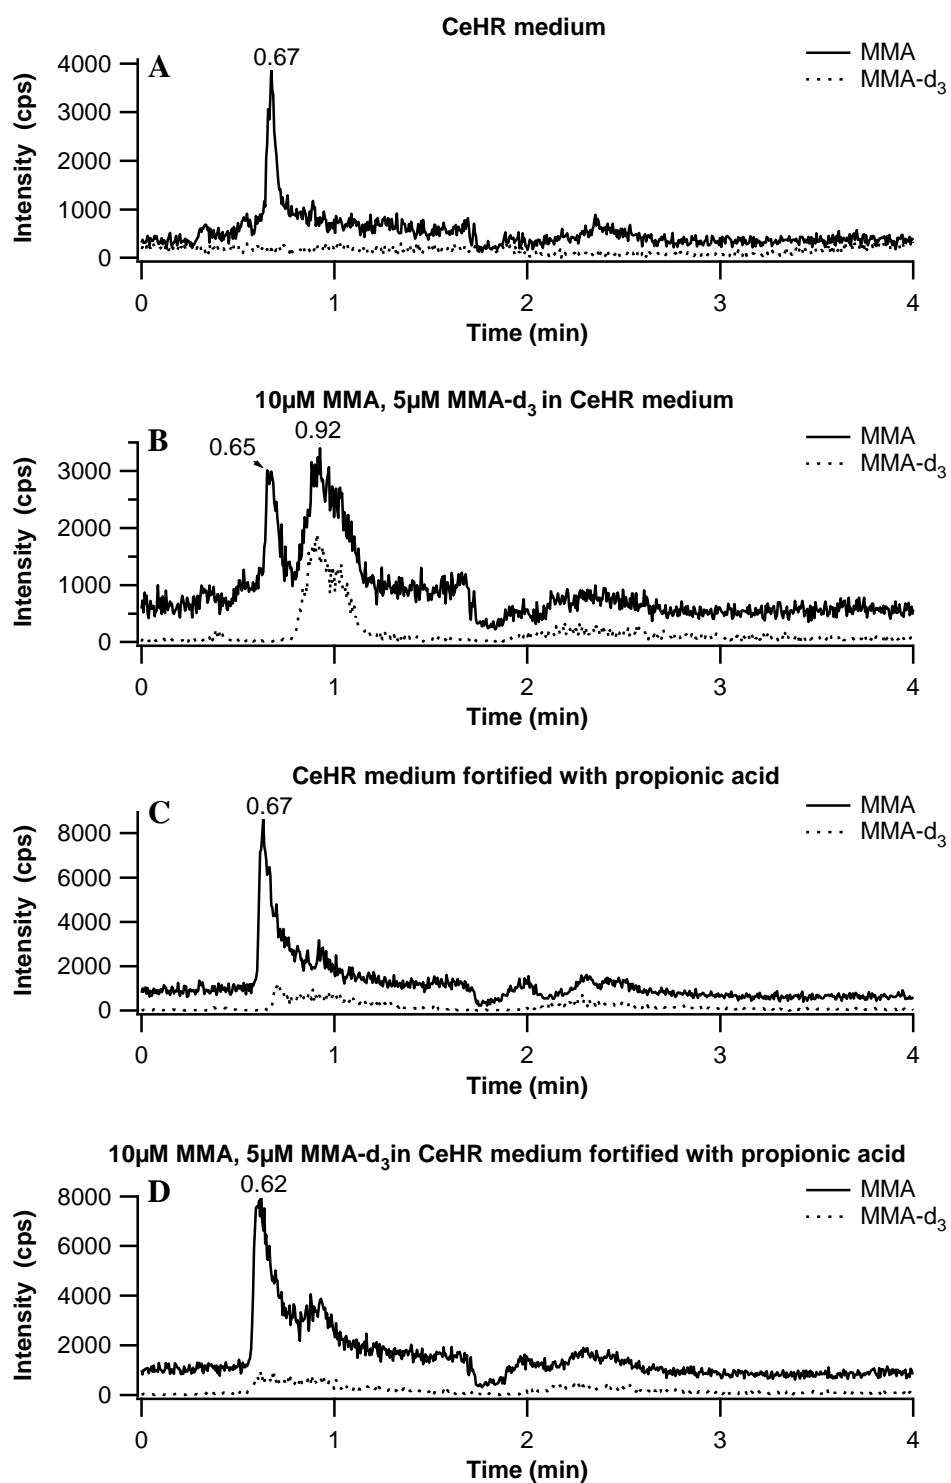 CeHR medium
A
0.67
MMA
MMA-d3
4000
3000
2000
1000
0
Intensity (cps)
0 1 2 3 4
Time (min)
10µM MMA, 5µM MMA-d3 in CeHR medium
B
0.65
0.92
MMA
MMA-d3
3000
2000
1000
0
Intensity (cps)
0 1 2 3 4
Time (min)
CeHR medium fortified with propionic acid
C
0.67
MMA
MMA-d3
8000
6000
4000
2000
0
Intensity (cps)
0 1 2 3 4
Time (min)
10µM MMA, 5µM MMA-d3in CeHR medium fortified with propionic acid
D
0.62
MMA
MMA-d3
8000
6000
4000
2000
0
Intensity (cps)
0 1 2 3 4
Time (min)